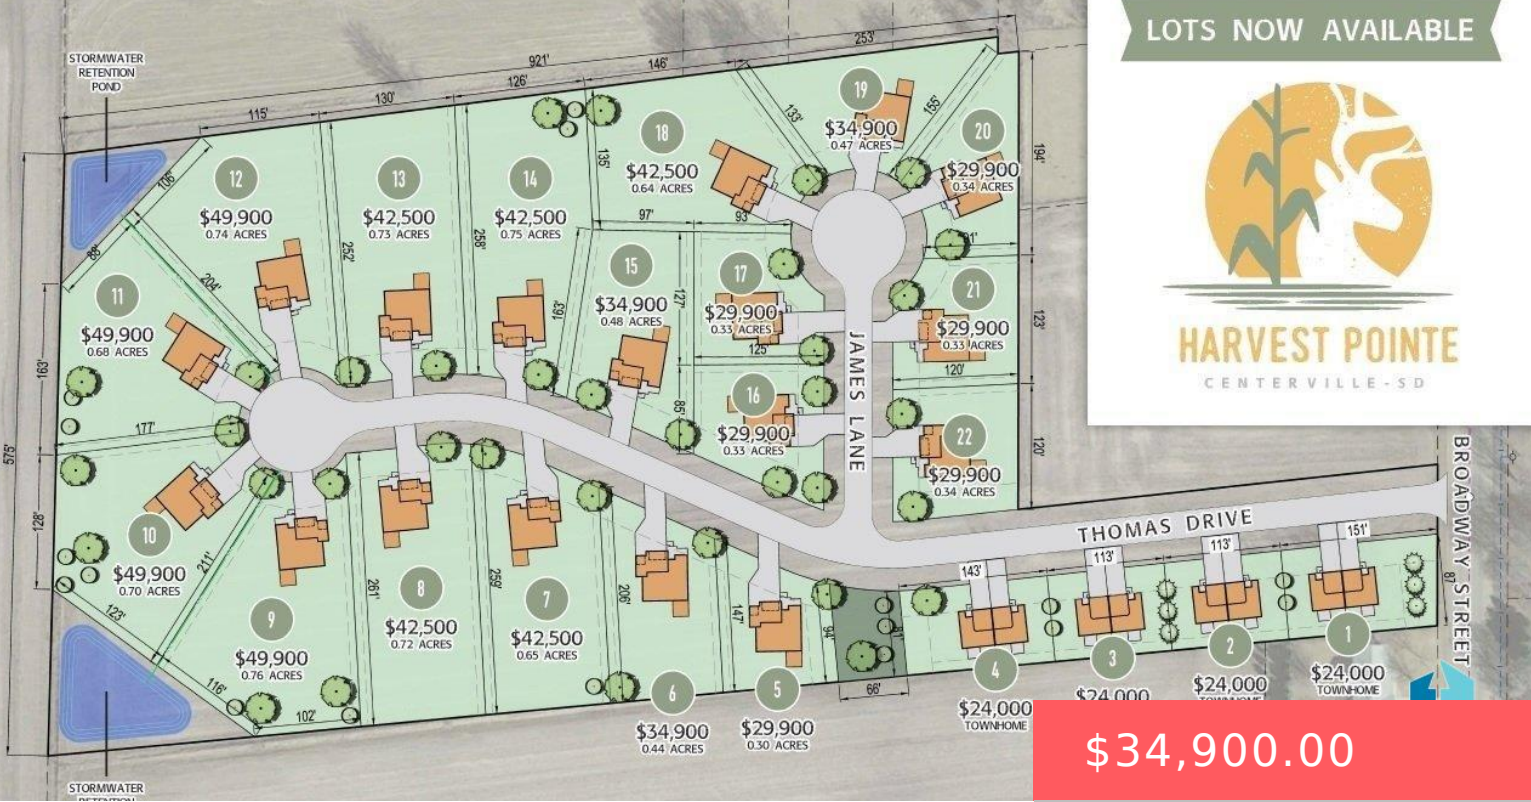 LOTS NOW AVAILABLE
HARVEST POINTE
CENTERVILLE-SD
STORMWATER
RETENTION
POND
921'
253'
115'
130'
126'
146'
12
$49,900
0.74 ACRES
13
$42,500
0.73 ACRES
14
$42,500
0.75 ACRES
18
$42,500
0.64 ACRES
19
$34,900
0.47 ACRES
20
$29,900
0.34 ACRES
133'
155'
194'
135'
106'
88'
204'
252'
258'
97'
93'
11
$49,900
0.68 ACRES
15
$34,900
0.48 ACRES
17
$29,900
0.33 ACRES
21
$29,900
0.33 ACRES
163'
127'
125'
123'
120'
163'
177'
85'
16
$29,900
0.33 ACRES
22
$29,900
0.34 ACRES
120'
JAMES LANE
575'
128'
10
$49,900
0.70 ACRES
123'
211'
9
$49,900
0.76 ACRES
116'
102'
261'
8
$42,500
0.72 ACRES
259'
7
$42,500
0.65 ACRES
206'
6
$34,900
0.44 ACRES
147'
5
$29,900
0.30 ACRES
94'
66'
THOMAS DRIVE
BROADWAY STREET
143'
113'
113'
151'
87'
4
$24,000
TOWNHOME
3
$24,000
2
$24,000
TOWNHOME
1
$24,000
TOWNHOME
STORMWATER
RETENTION
$34,900.00